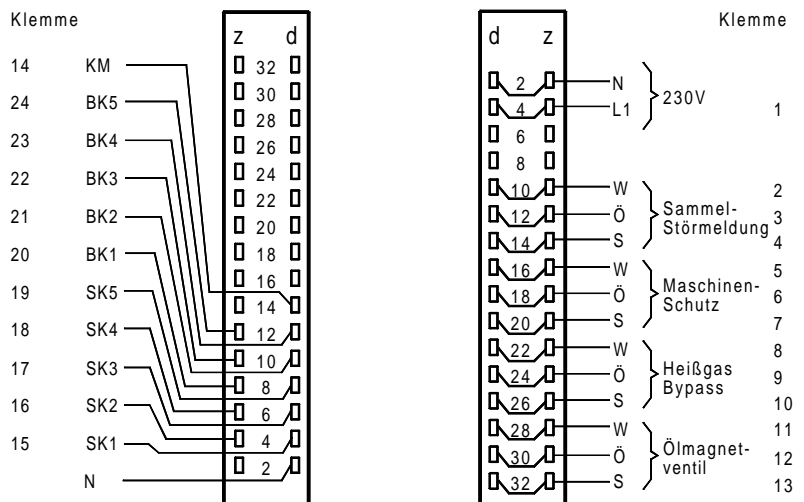 Klemme
z d
14 KM
24 BK5
23 BK4
22 BK3
21 BK2
20 BK1
19 SK5
18 SK4
17 SK3
16 SK2
15 SK1
N
32
30
28
26
24
22
20
18
16
14
12
10
8
6
4
2
Klemme
d z
2 N
4 L1
230V
1
6
8
10 W
12 Ö
14 S
Sammel-
Störmeldung
2
3
4
16 W
18 Ö
20 S
Maschinen-
Schutz
5
6
7
22 W
24 Ö
26 S
Heißgas
Bypass
8
9
10
28 W
30 Ö
32 S
Ölmagnet-
ventil
11
12
13